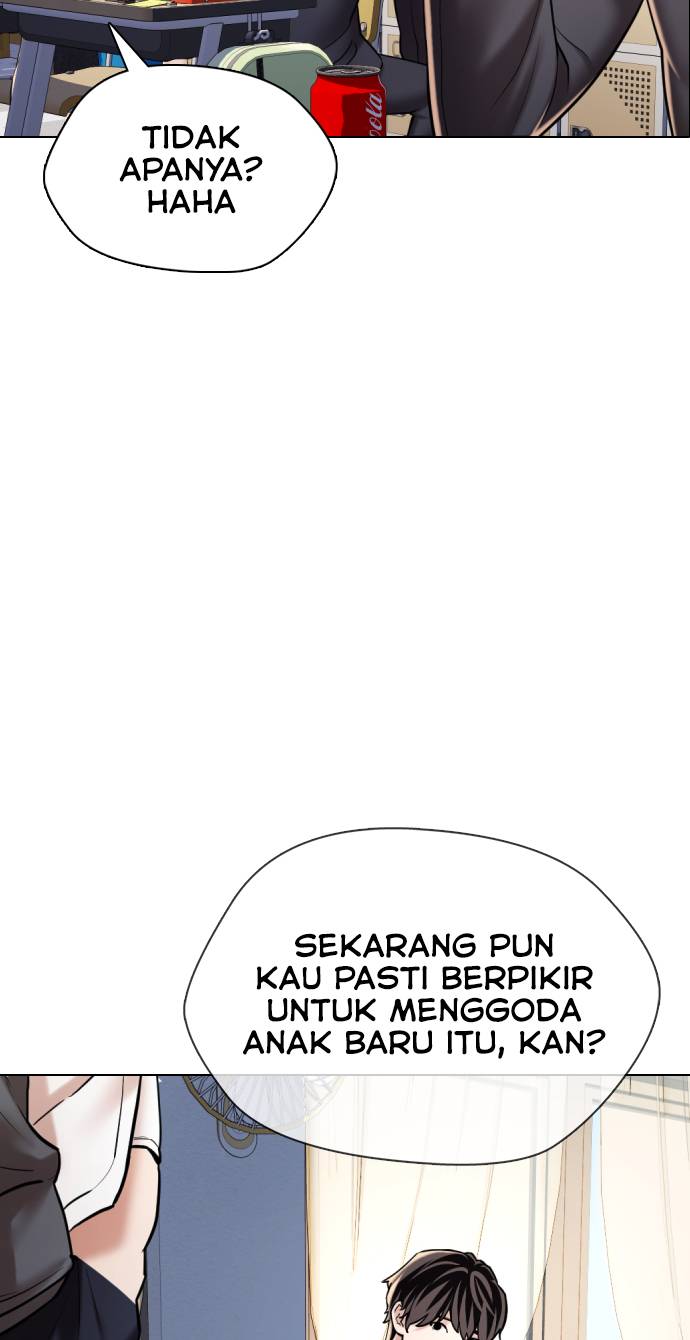 TIDAK
APANYA?
HAHA
SEKARANG PUN
KAU PASTI BERPIKIR
UNTUK MENGGODA
ANAK BARU ITU, KAN?